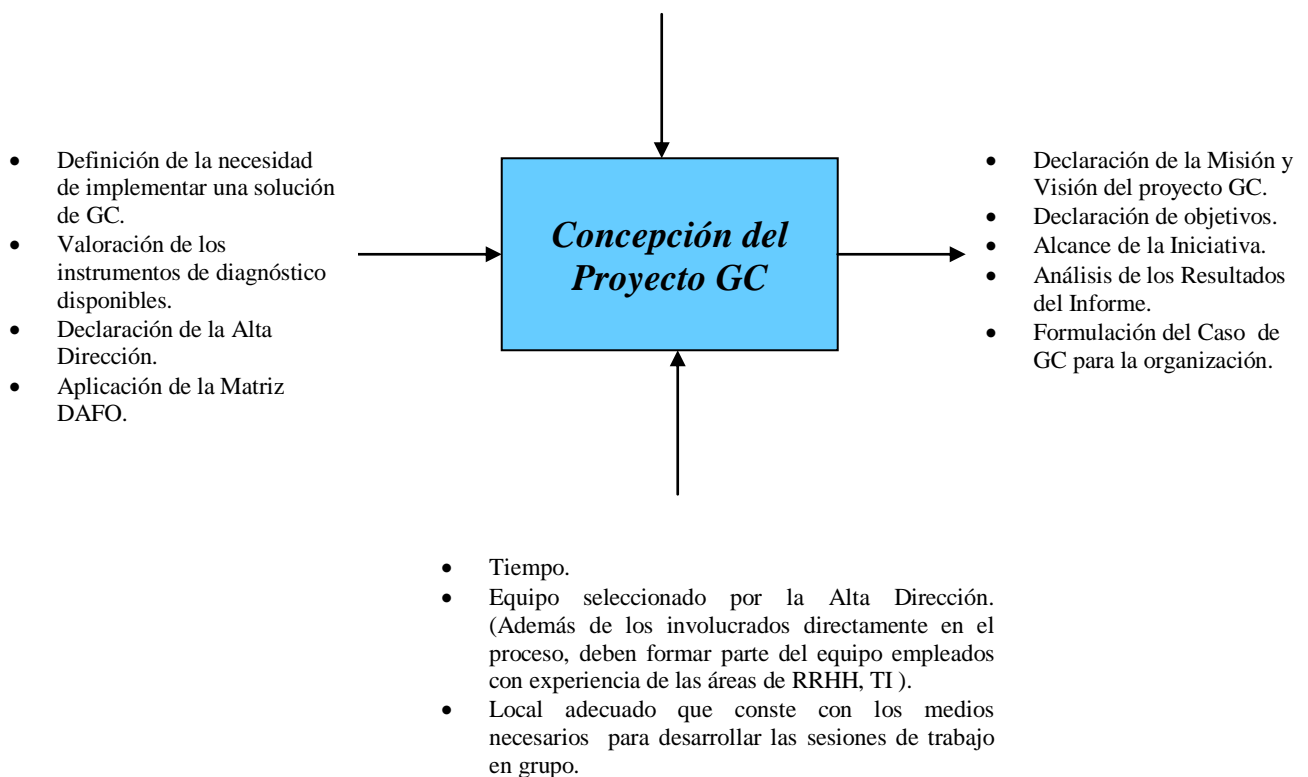 • Definición de la necesidad
de implementar una solución
de GC.
• Valoración de los
instrumentos de diagnóstico
disponibles.
• Declaración de la Alta
Dirección.
• Aplicación de la Matriz
DAFO.
Concepción del
Proyecto GC
• Declaración de la Misión y
Visión del proyecto GC.
• Declaración de objetivos.
• Alcance de la Iniciativa.
• Análisis de los Resultados
del Informe.
• Formulación del Caso de
GC para la organización.
• Tiempo.
• Equipo seleccionado por la Alta Dirección.
(Además de los involucrados directamente en el
proceso, deben formar parte del equipo empleados
con experiencia de las áreas de RRHH, TI ).
• Local adecuado que conste con los medios
necesarios para desarrollar las sesiones de trabajo
en grupo.